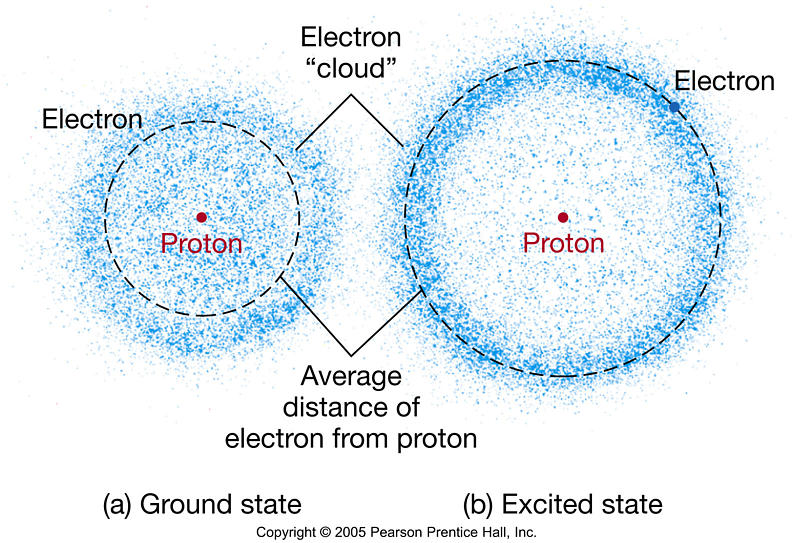 Electron
“cloud”
Electron
Electron
Proton
Proton
Average
distance of
electron from proton
(a) Ground state
(b) Excited state
Copyright © 2005 Pearson Prentice Hall, Inc.